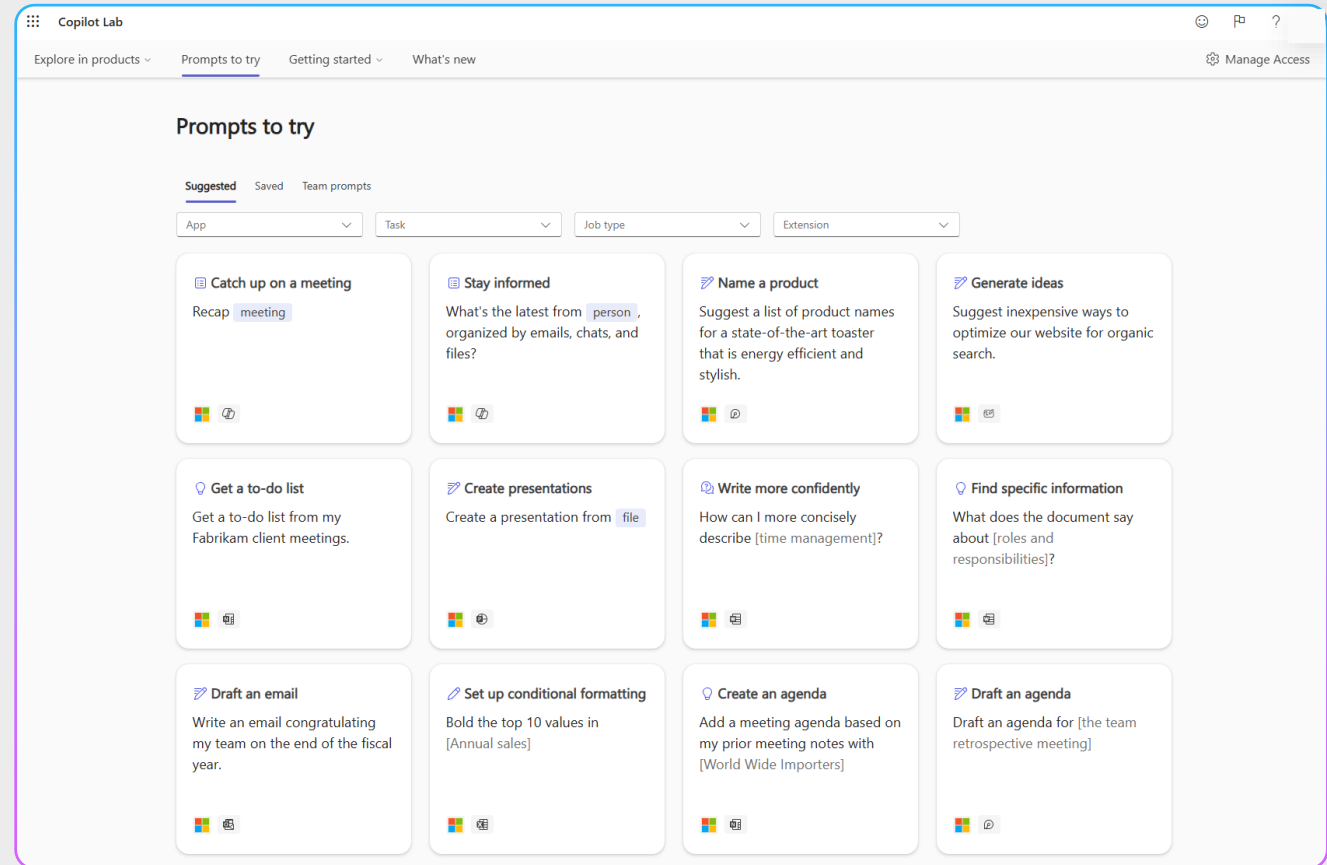 Copilot Lab
?
Explore in products
Prompts to try
Getting started
What's new
Manage Access
Prompts to try
Suggested
Saved
Team prompts
App
Task
Job type
Extension
Catch up on a meeting
Recap meeting
Stay informed
What's the latest from person ,
organized by emails, chats, and
files?
Name a product
Suggest a list of product names
for a state-of-the-art toaster
that is energy efficient and
stylish.
Generate ideas
Suggest inexpensive ways to
optimize our website for organic
search.
Get a to-do list
Get a to-do list from my
Fabrikam client meetings.
Create presentations
Create a presentation from file
Write more confidently
How can I more concisely
describe [time management]?
Find specific information
What does the document say
about [roles and
responsibilities]?
Draft an email
Write an email congratulating
my team on the end of the fiscal
year.
Set up conditional formatting
Bold the top 10 values in
[Annual sales]
Create an agenda
Add a meeting agenda based on
my prior meeting notes with
[World Wide Importers]
Draft an agenda
Draft an agenda for [the team
retrospective meeting]